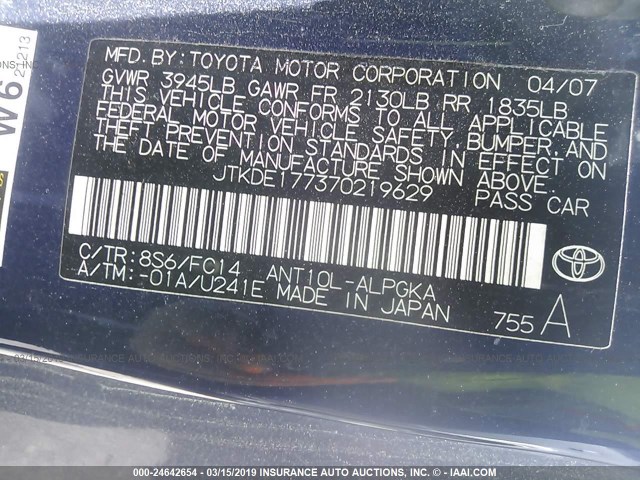 MFD.BY:TOYOTA MOTOR CORPORATION 04/07
GVWR 3945LB GAWR FR 2130LB RR 1835LB
THIS VEHICLE CONFORMS TO ALL APPLICABLE
FEDERAL MOTOR VEHICLE SAFETY,BUMPER,AND
THEFT PREVENTION STANDARDS IN EFFECT ON
THE DATE OF MANUFACTURE SHOWN ABOVE.
JTKDE177370219629 PASS CAR
C/TR:8S6/FC14 ANT10L-ALPGKA
A/TM:-01A/U241E MADE IN JAPAN
755A
W6
21213
000-24642654 - 03/15/2019 INSURANCE AUTO AUCTIONS, INC. (C) - IAAI.COM